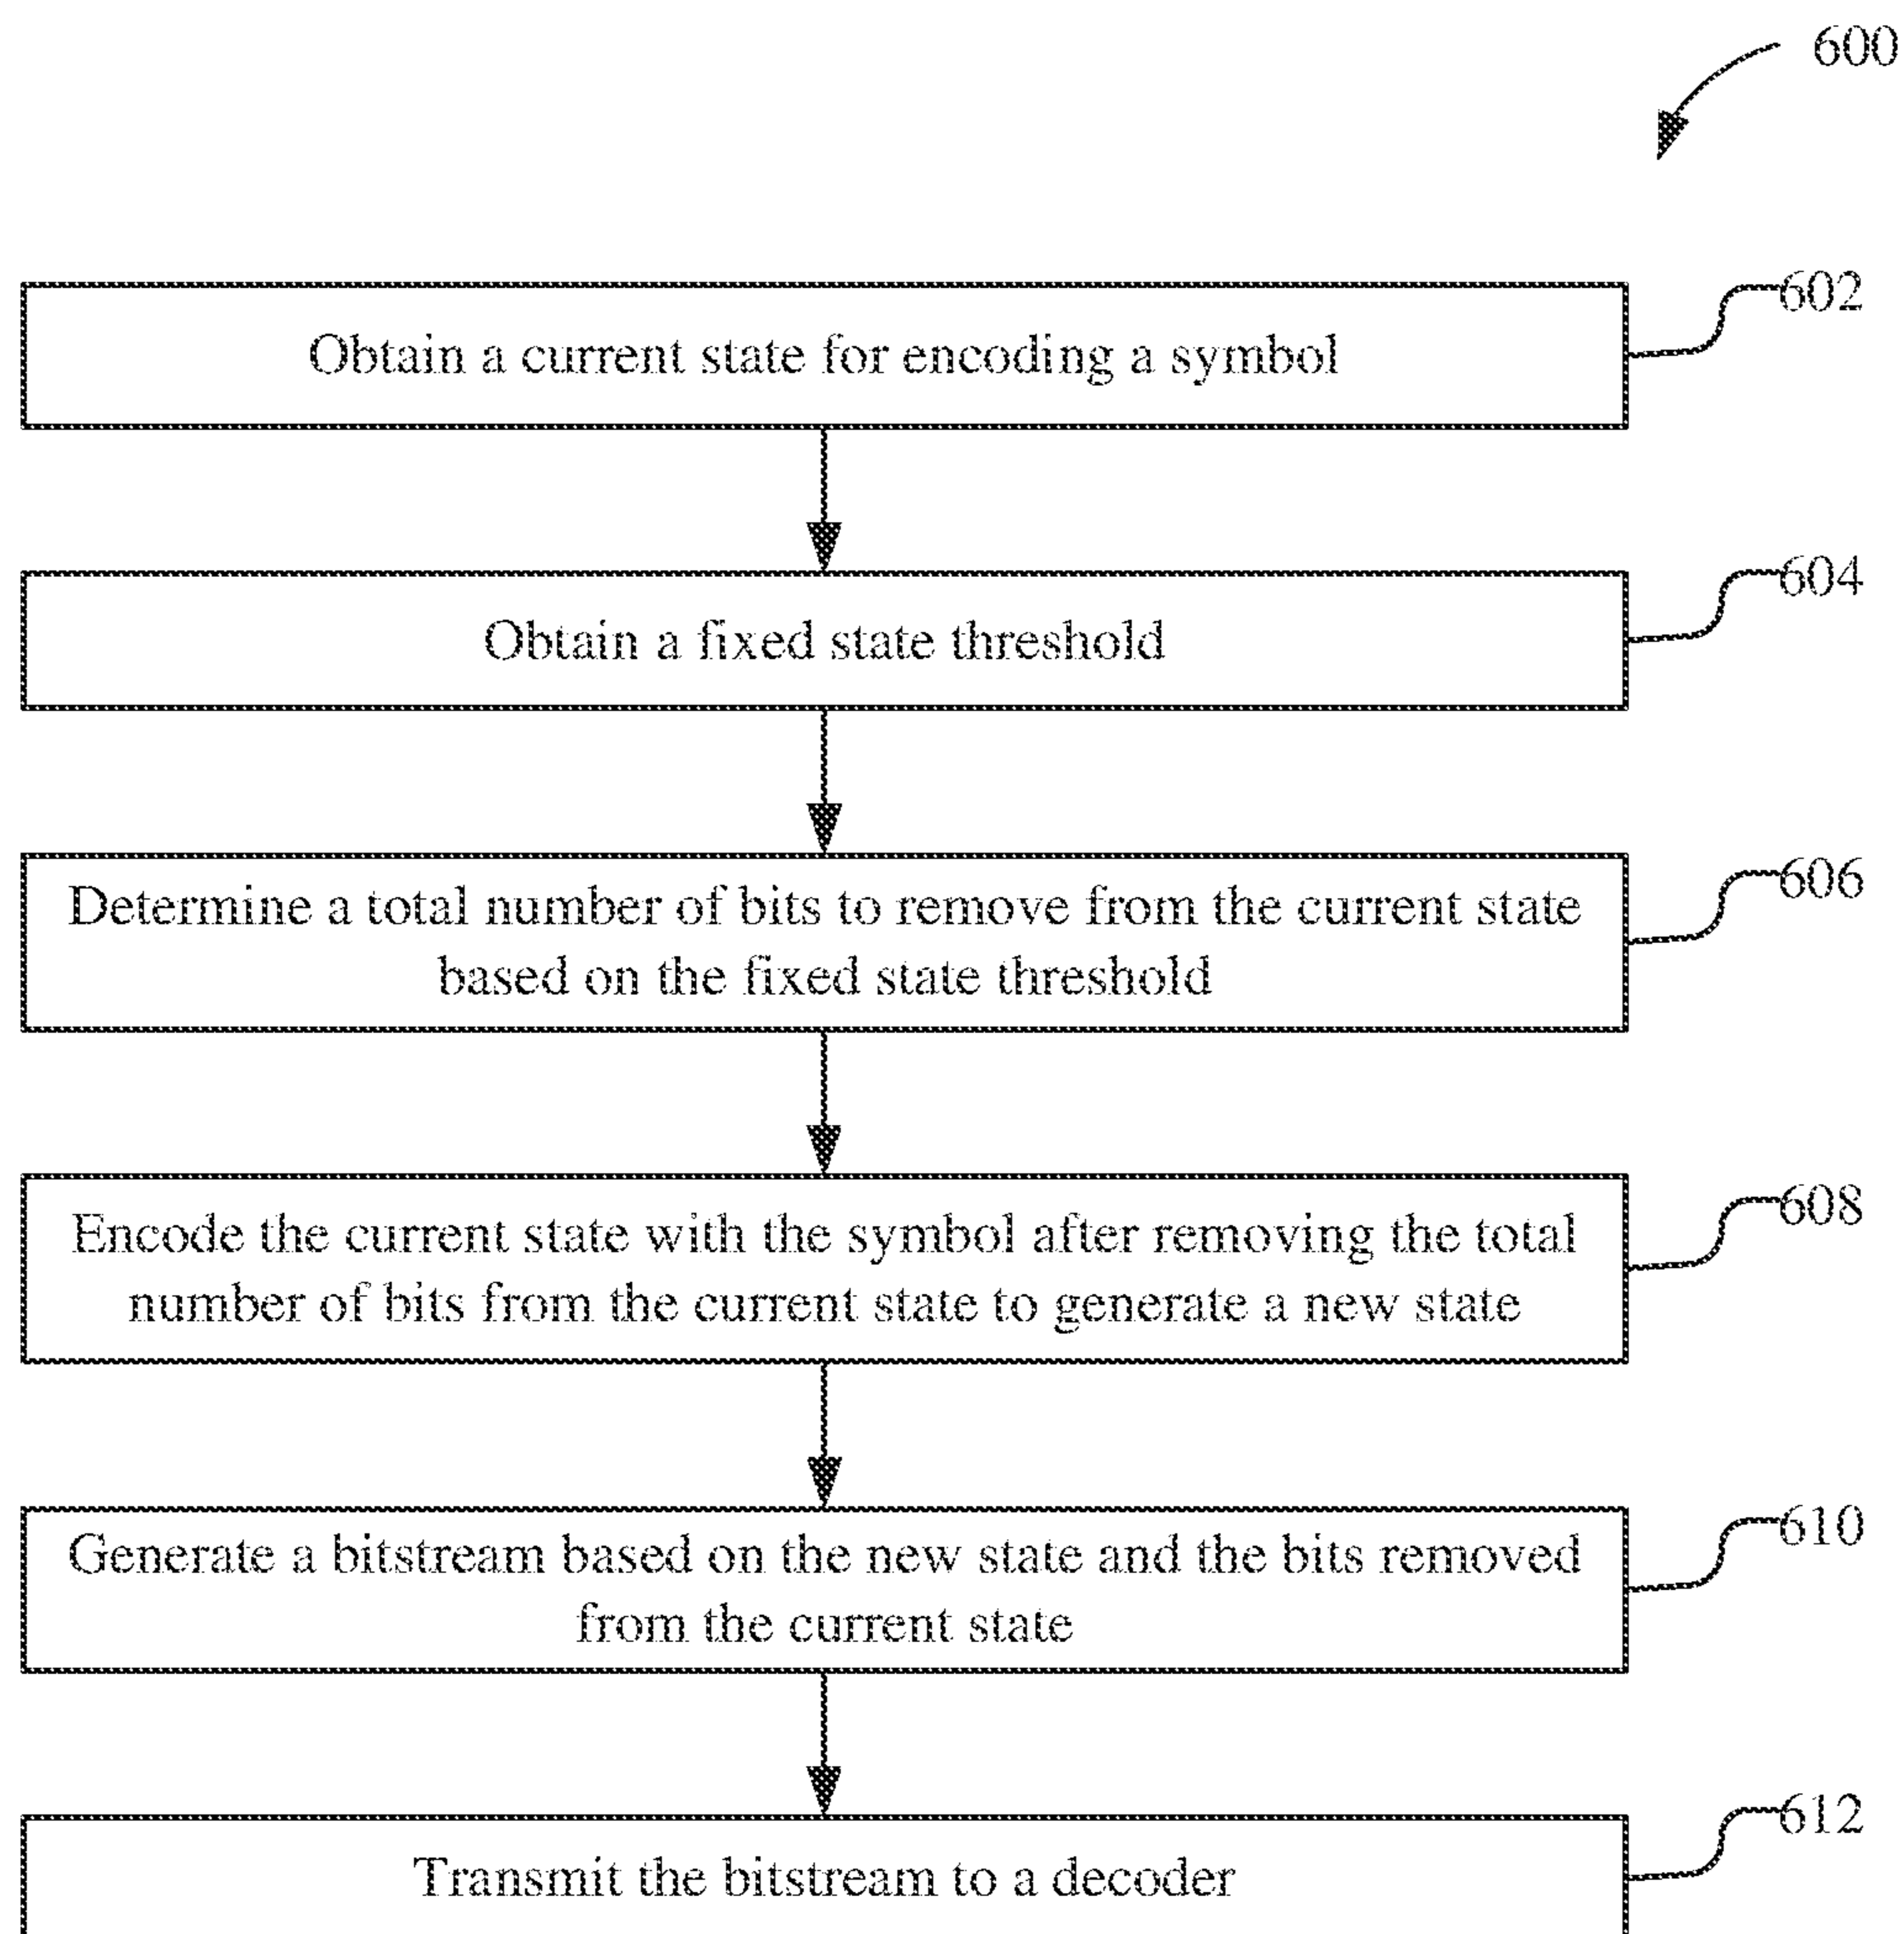 600
602
Obtain a current state for encoding a symbol
604
Obtain a fixed state threshold
606
Determine a total number of bits to remove from the current state
based on the fixed state threshold
608
Encode the current state with the symbol after removing the total
number of bits from the current state to generate a new state
610
Generate a bitstream based on the new state and the bits removed
from the current state
612
Transmit the bitstream to a decoder